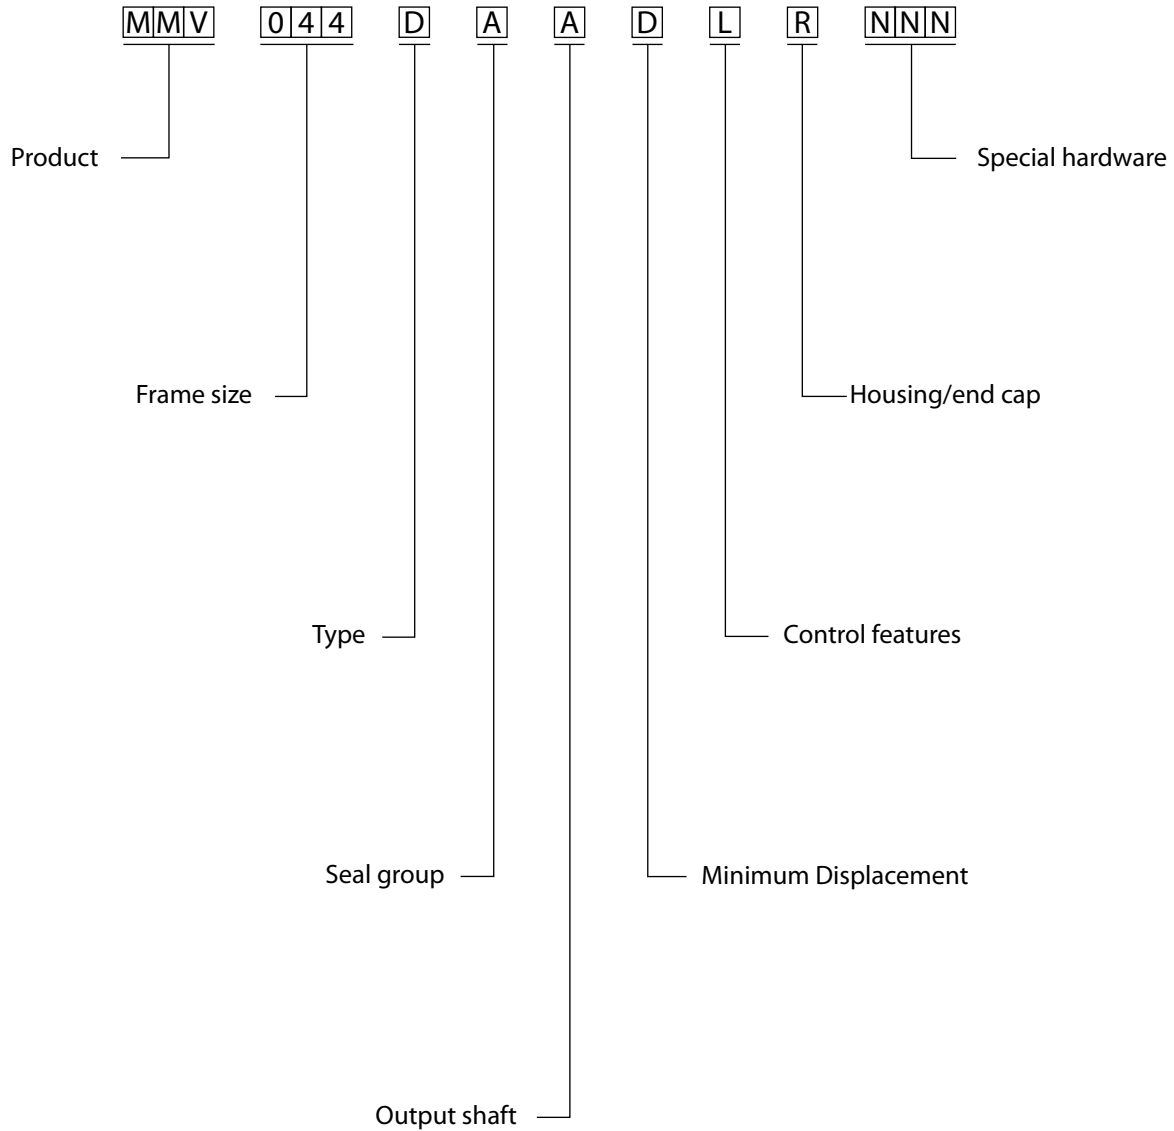 MMV 044 D A A D L R NNN
Product
Special hardware
Frame size
Housing/end cap
Type
Control features
Seal group
Minimum Displacement
Output shaft